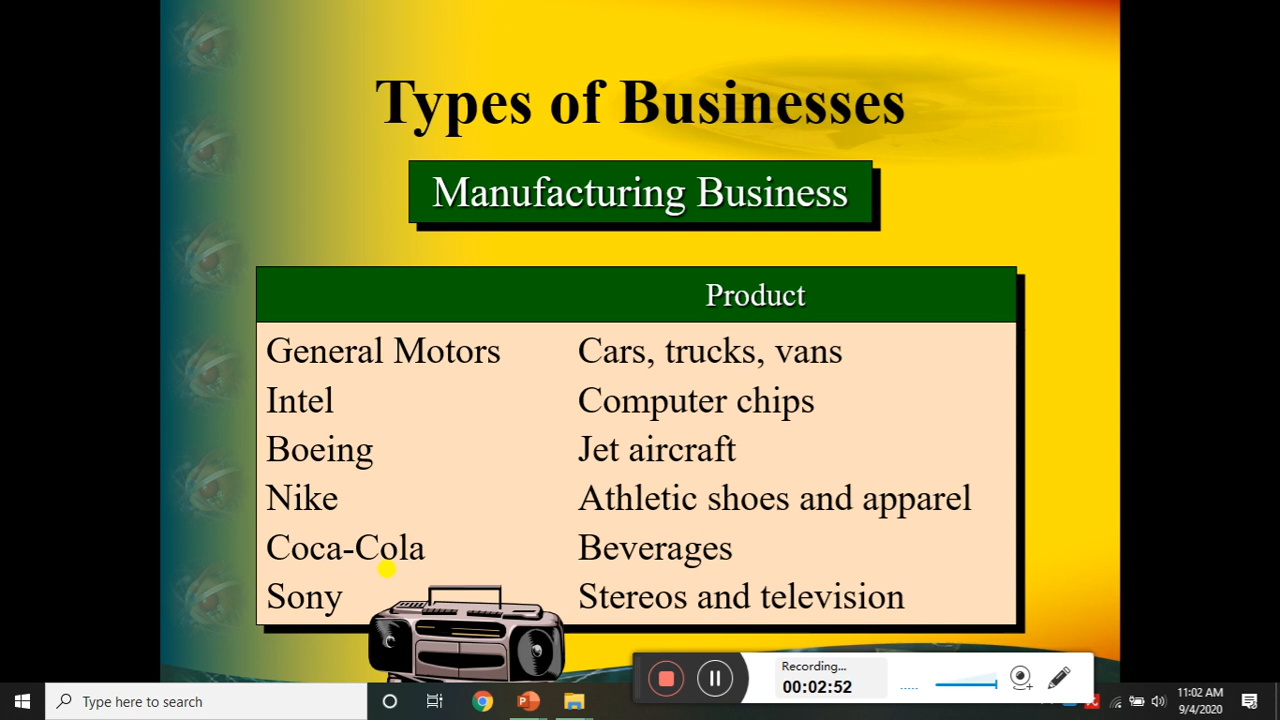 Types of Businesses
Manufacturing Business
Product
General Motors Cars, trucks, vans
Intel Computer chips
Boeing Jet aircraft
Nike Athletic shoes and apparel
Coca-Cola Beverages
Sony Stereos and television
Recording...
00:02:52
Type here to search
11:02 AM
9/4/2020